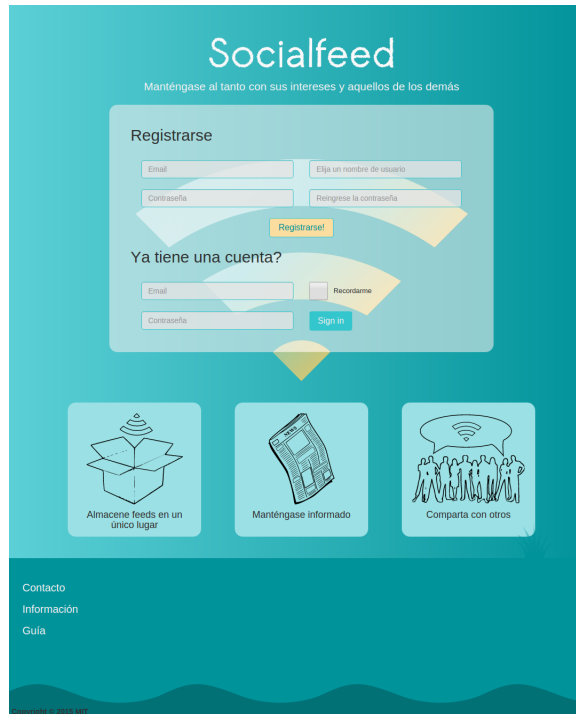 Socialfeed
Manténgase al tanto con sus intereses y aquellos de los demás
Registrarse
Email
Elija un nombre de usuario
Contraseña
Reingrese la contraseña
Registrarse!
Ya tiene una cuenta?
Email
Recordarme
Contraseña
Sign in
NEWS
Almacene feeds en un
único lugar
Manténgase informado
Comparta con otros
Contacto
Información
Guía
Copyright © 2015 MIT